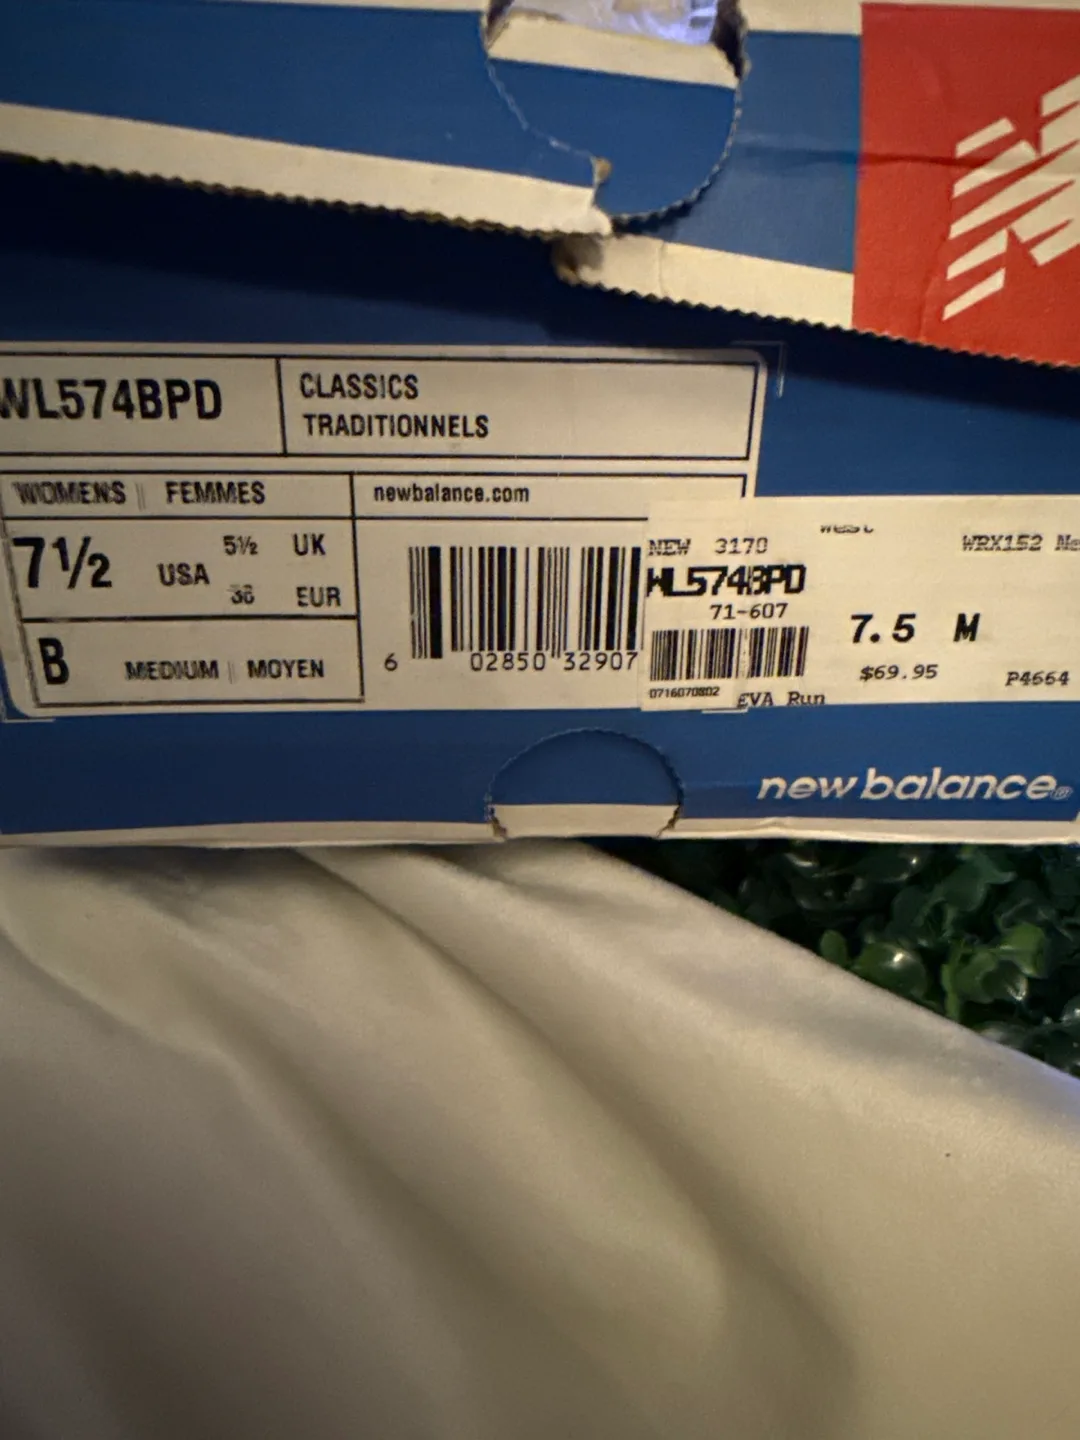 WL574BPD
CLASSICS
TRADITIONNELS
WOMENS || FEMMES
newbalance.com
7½ USA
5½ UK
38 EUR
B MEDIUM || MOYEN
6 02850 32907
West
NEW 3170
WRX152
WL574BPD
71-607
7.5 M
$69.95
P4664
0716070802
EVA Run
new balance®